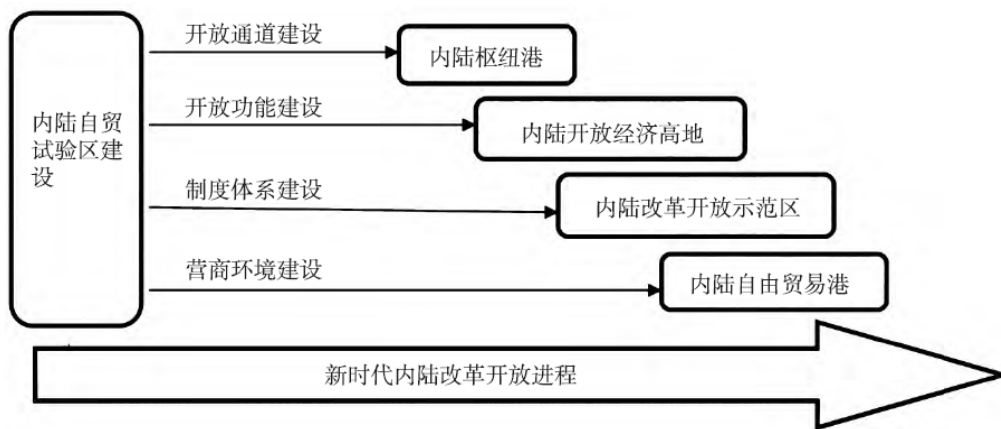 开放通道建设
内陆枢纽港
内陆自贸
试验区建
设
开放功能建设
内陆开放经济高地
制度体系建设
内陆改革开放示范区
营商环境建设
内陆自由贸易港
新时代内陆改革开放进程